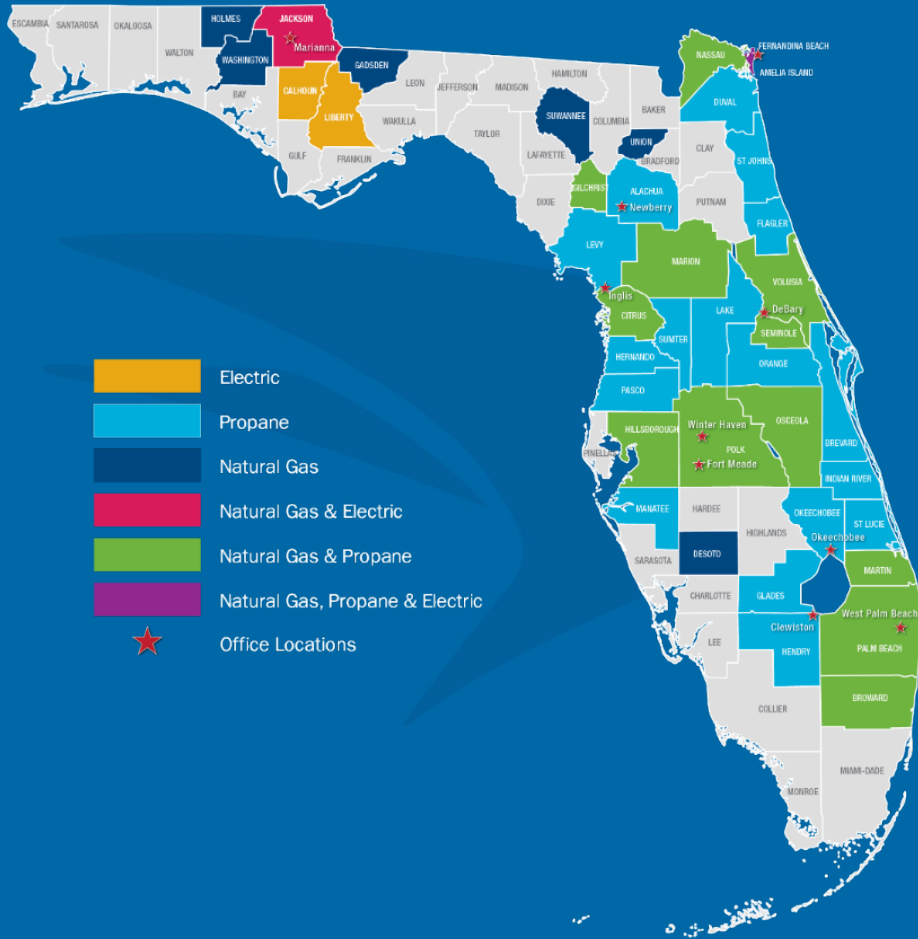 ESCAMBIA
SANTAROSA
OKALOOSA
WALTON
HOLMES
WASHINGTON
BAY
JACKSON
Marianna
CALHOUN
LIBERTY
GULF
FRANKLIN
GADSDEN
LEON
WAKULLA
JEFFERSON
MADISON
TAYLOR
HAMILTON
SUWANNEE
LAFAYETTE
DIXIE
COLUMBIA
BAKER
UNION
BRADFORD
NASSAU
FERNANDINA BEACH
AMELIA ISLAND
DUVAL
CLAY
ST JOHNS
GILCHRIST
ALACHUA
Newberry
PUTNAM
FLAGLER
LEVY
MARION
VOLUSIA
DeBary
Inglis
CITRUS
LAKE
SEMINOLE
SUMTER
HERNANDO
ORANGE
PASCO
HILLSBOROUGH
PINELLAS
Winter Haven
POLK
Fort Meade
OSCEOLA
BREVARD
INDIAN RIVER
MANATEE
HARDEE
HIGHLANDS
OKEECHOBEE
Okeechobee
ST LUCIE
SARASOTA
DESOTO
MARTIN
CHARLOTTE
GLADES
West Palm Beach
Clewiston
LEE
HENDRY
PALM BEACH
COLLIER
BROWARD
MONROE
MIAMI-DADE
Electric
Propane
Natural Gas
Natural Gas & Electric
Natural Gas & Propane
Natural Gas, Propane & Electric
Office Locations